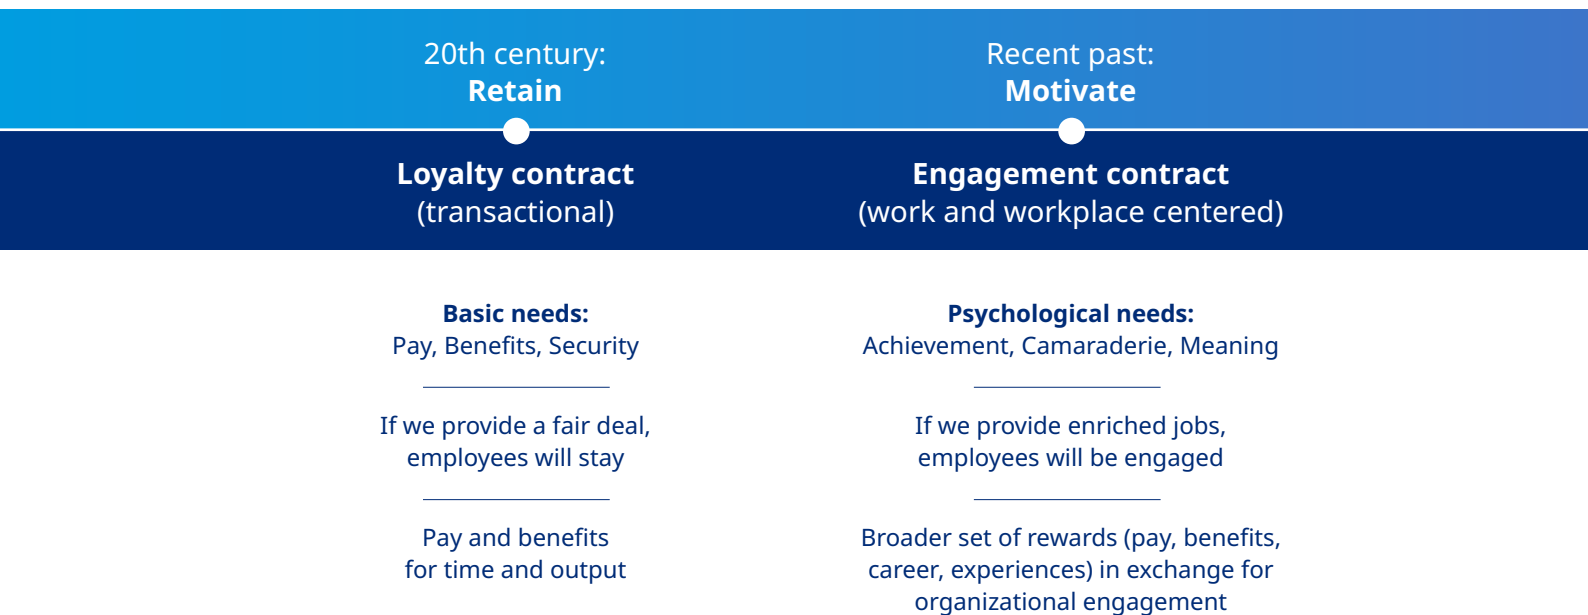 20th century:
Retain
Loyalty contract
(transactional)
Basic needs:
Pay, Benefits, Security
If we provide a fair deal,
employees will stay
Pay and benefits
for time and output
Recent past:
Motivate
Engagement contract
(work and workplace centered)
Psychological needs:
Achievement, Camaraderie, Meaning
If we provide enriched jobs,
employees will be engaged
Broader set of rewards (pay, benefits,
career, experiences) in exchange for
organizational engagement